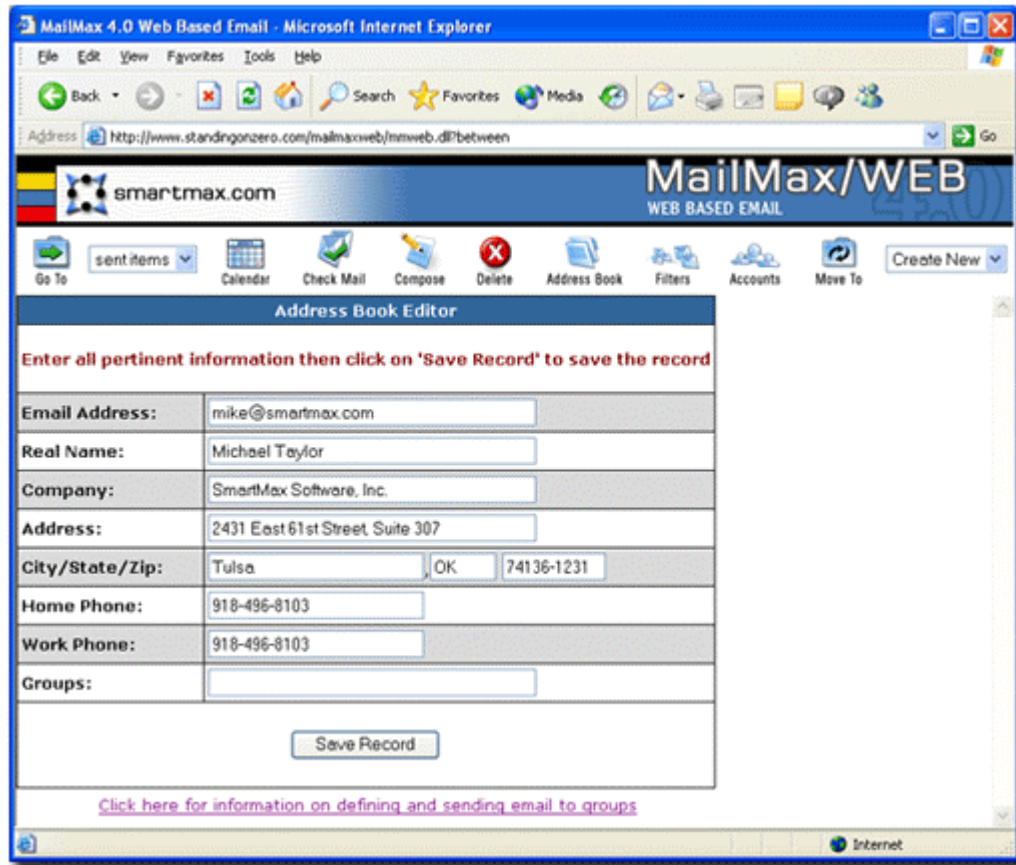 MailMax 4.0 Web Based Email - Microsoft Internet Explorer
File Edit View Favorites Tools Help
Back Search Favorites Media
Address http://www.standingonzero.com/mailmaxweb/mmweb.dll?between Go
smartmax.com
MailMax/WEB
WEB BASED EMAIL
4.0
Go To sent items Calendar Check Mail Compose Delete Address Book Filters Accounts Move To Create New
Address Book Editor
Enter all pertinent information then click on 'Save Record' to save the record
Email Address: mike@smartmax.com
Real Name: Michael Taylor
Company: SmartMax Software, Inc.
Address: 2431 East 61st Street, Suite 307
City/State/Zip: Tulsa , OK 74136-1231
Home Phone: 918-496-8103
Work Phone: 918-496-8103
Groups:
Save Record
Click here for information on defining and sending email to groups
Internet